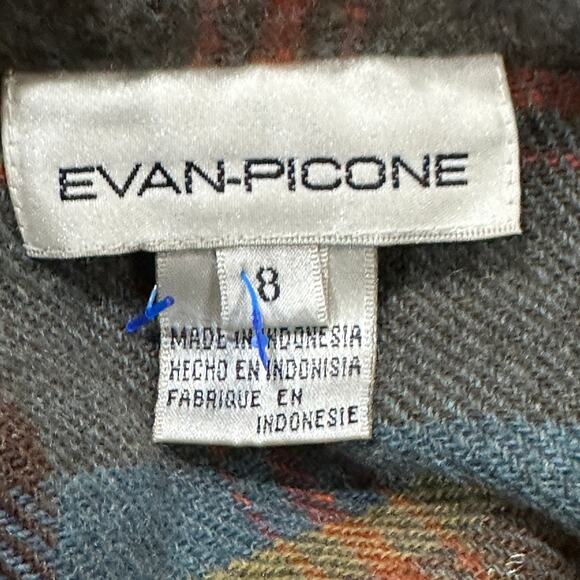 EVAN-PICONE
8
MADE IN INDONESIA
HECHO EN INDONISIA
FABRIQUE EN
INDONESIE